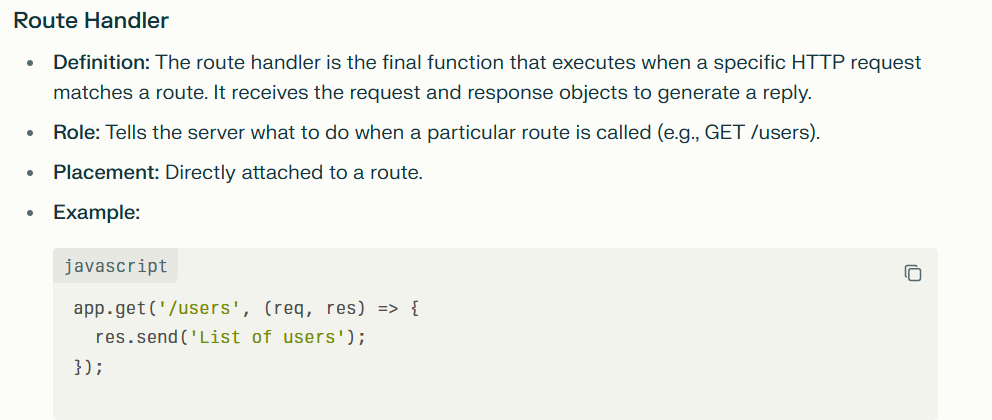 Route Handler
• Definition: The route handler is the final function that executes when a specific HTTP request
matches a route. It receives the request and response objects to generate a reply.
• Role: Tells the server what to do when a particular route is called (e.g., GET /users).
• Placement: Directly attached to a route.
• Example:
javascript
app.get('/users', (req, res) => {
  res.send('List of users');
});